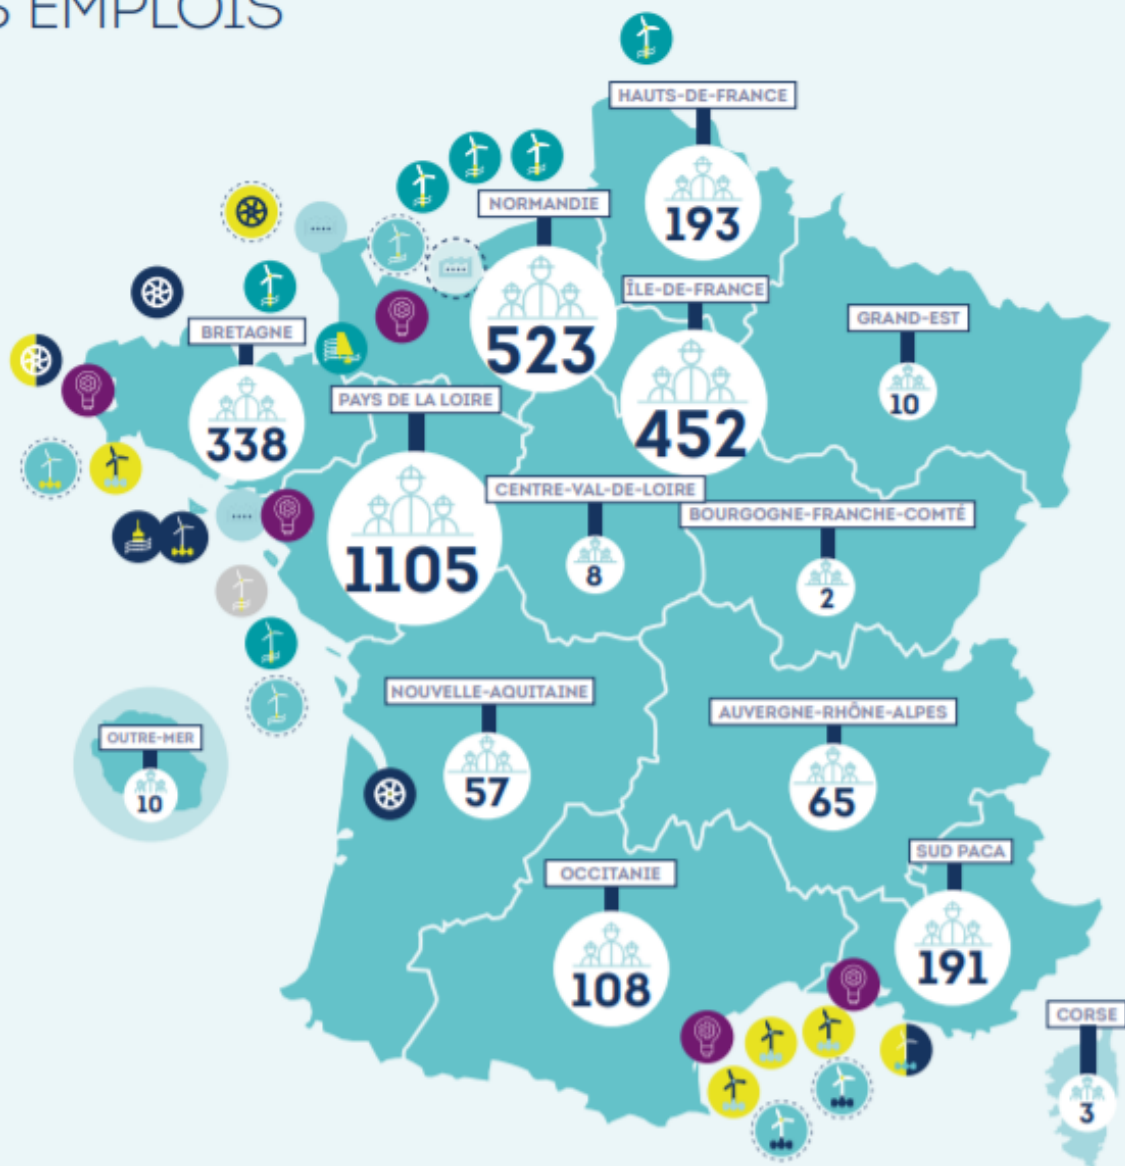 S EMPLOIS
HAUTS-DE-FRANCE
193
NORMANDIE
523
ÎLE-DE-FRANCE
452
GRAND-EST
10
BRETAGNE
338
PAYS DE LA LOIRE
1105
CENTRE-VAL-DE-LOIRE
8
BOURGOGNE-FRANCHE-COMTÉ
2
NOUVELLE-AQUITAINE
57
AUVERGNE-RHÔNE-ALPES
65
OUTRE-MER
10
OCCITANIE
108
SUD PACA
191
CORSE
3